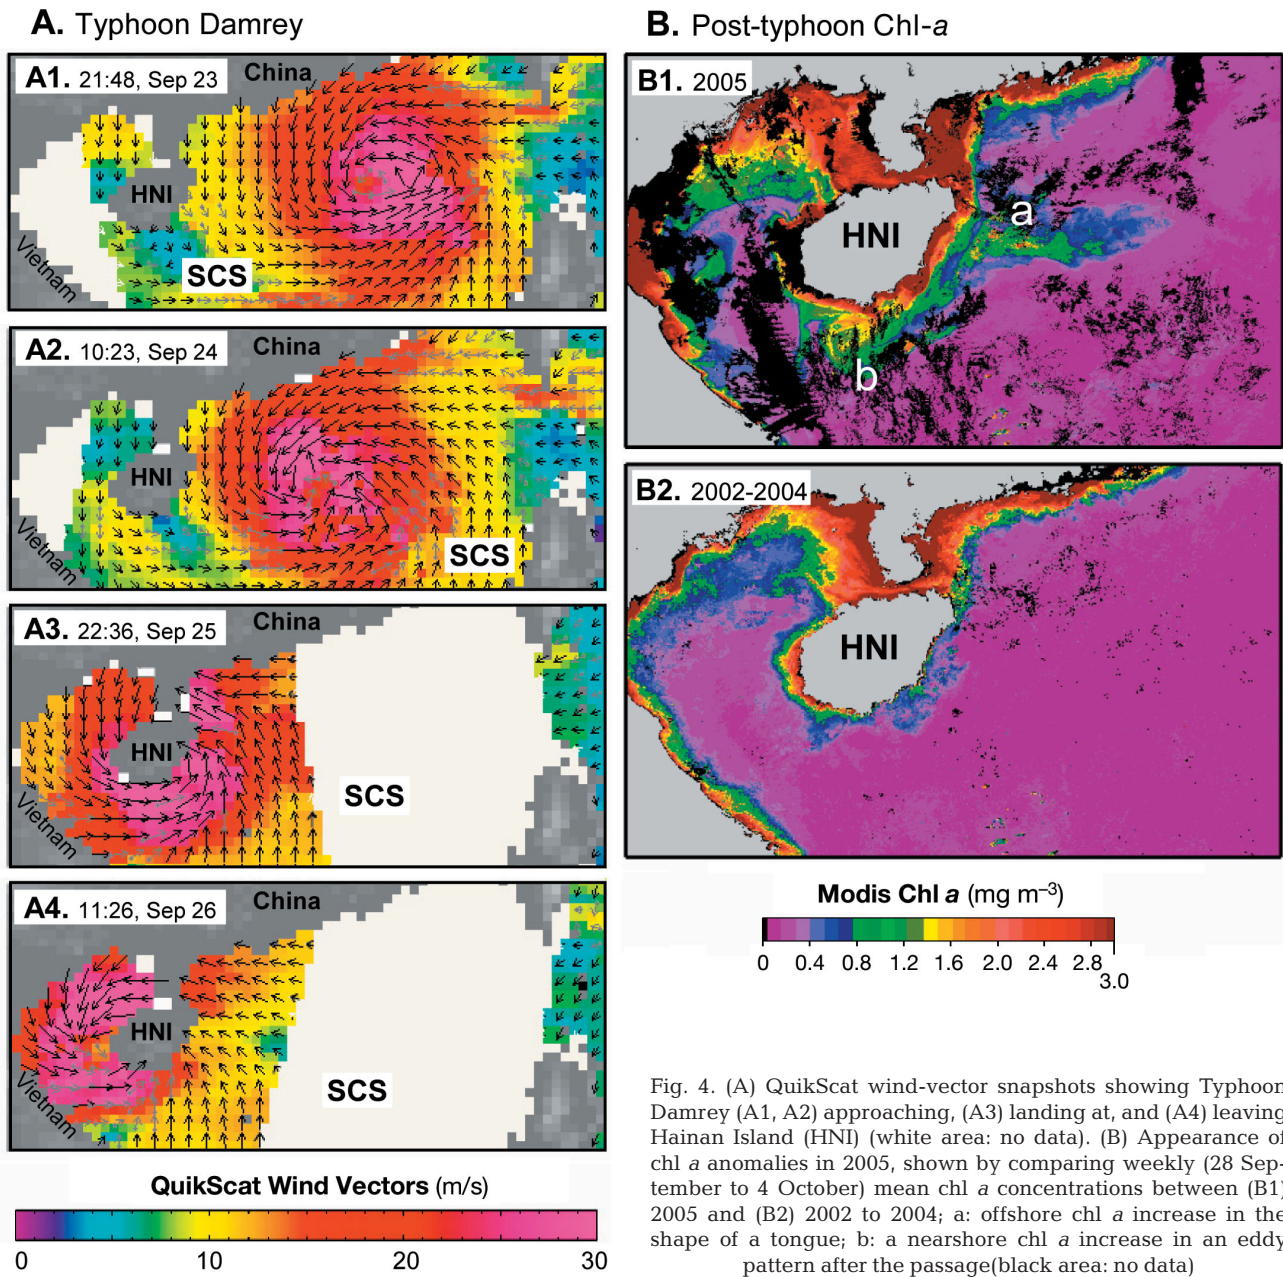 A. Typhoon Damrey
A1. 21:48, Sep 23
China
HNI
SCS
Vietnam
A2. 10:23, Sep 24
China
HNI
SCS
Vietnam
A3. 22:36, Sep 25
China
HNI
SCS
Vietnam
A4. 11:26, Sep 26
China
HNI
SCS
Vietnam
QuikScat Wind Vectors (m/s)
0 10 20 30
B. Post-typhoon Chl-a
B1. 2005
HNI
a
b
B2. 2002-2004
HNI
Modis Chl a (mg m⁻³)
0 0.4 0.8 1.2 1.6 2.0 2.4 2.8
3.0
Fig. 4. (A) QuikScat wind-vector snapshots showing Typhoon
Damrey (A1, A2) approaching, (A3) landing at, and (A4) leaving
Hainan Island (HNI) (white area: no data). (B) Appearance of
chl a anomalies in 2005, shown by comparing weekly (28 Sep-
tember to 4 October) mean chl a concentrations between (B1)
2005 and (B2) 2002 to 2004; a: offshore chl a increase in the
shape of a tongue; b: a nearshore chl a increase in an eddy
pattern after the passage(black area: no data)